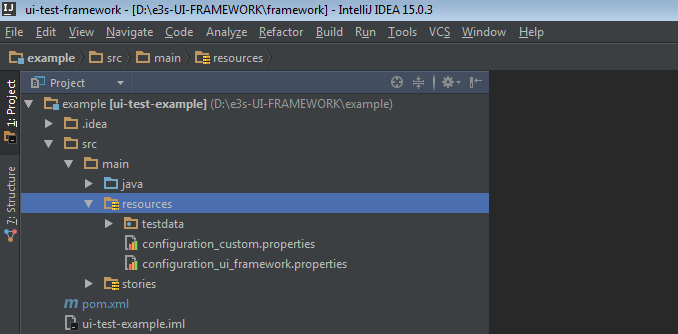 ui-test-framework - [D:\e3s-UI-FRAMEWORK\framework] - IntelliJ IDEA 15.0.3
File Edit View Navigate Code Analyze Refactor Build Run Tools VCS Window Help
example src main resources
1: Project
Project
example [ui-test-example] (D:\e3s-UI-FRAMEWORK\example)
.idea
src
main
java
7: Structure
resources
testdata
configuration_custom.properties
configuration_ui_framework.properties
stories
m pom.xml
ui-test-example.iml